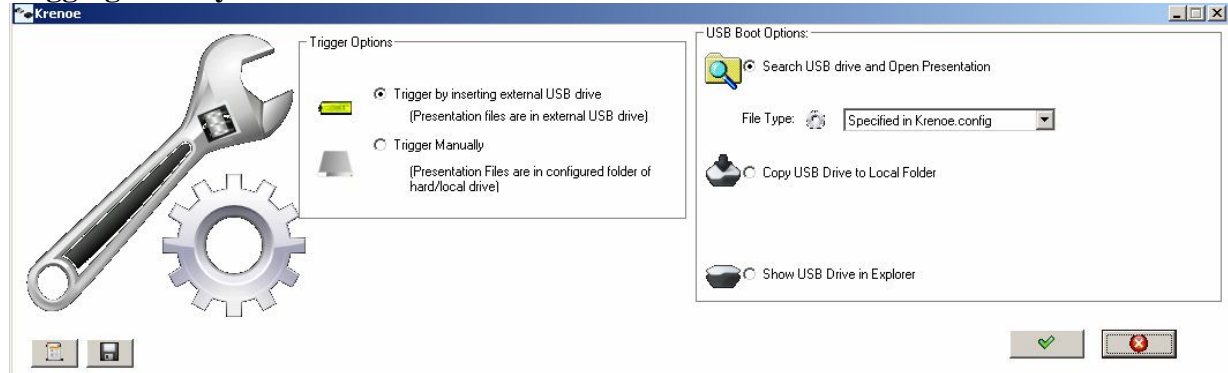 Krenoe
Trigger Options
Trigger by inserting external USB drive
(Presentation files are in external USB drive)
Trigger Manually
(Presentation Files are in configured folder of
hard/local drive)
USB Boot Options:
Search USB drive and Open Presentation
File Type:
Specified in Krenoe.config
Copy USB Drive to Local Folder
Show USB Drive in Explorer